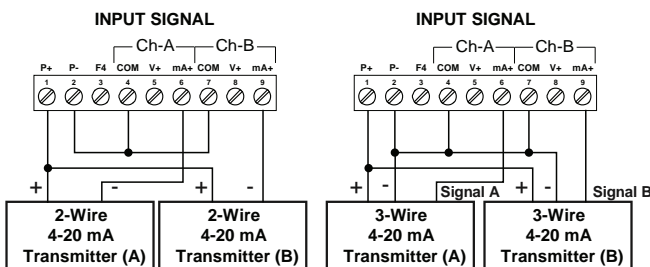 INPUT SIGNAL
Ch-A Ch-B
P+ P- F4 COM V+ mA+ COM V+ mA+
1 2 3 4 5 6 7 8 9
+ - + -
2-Wire
4-20 mA
Transmitter (A)
2-Wire
4-20 mA
Transmitter (B)
INPUT SIGNAL
Ch-A Ch-B
P+ P- F4 COM V+ mA+ COM V+ mA+
1 2 3 4 5 6 7 8 9
+ - Signal A + - Signal B
3-Wire
4-20 mA
Transmitter (A)
3-Wire
4-20 mA
Transmitter (B)